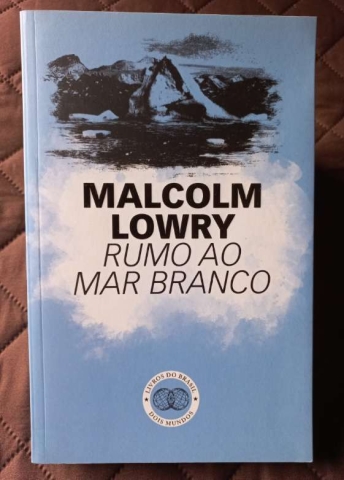 MALCOLM
LOWRY
RUMO AO
MAR BRANCO
LIVROS DO BRASIL
DOIS MUNDOS